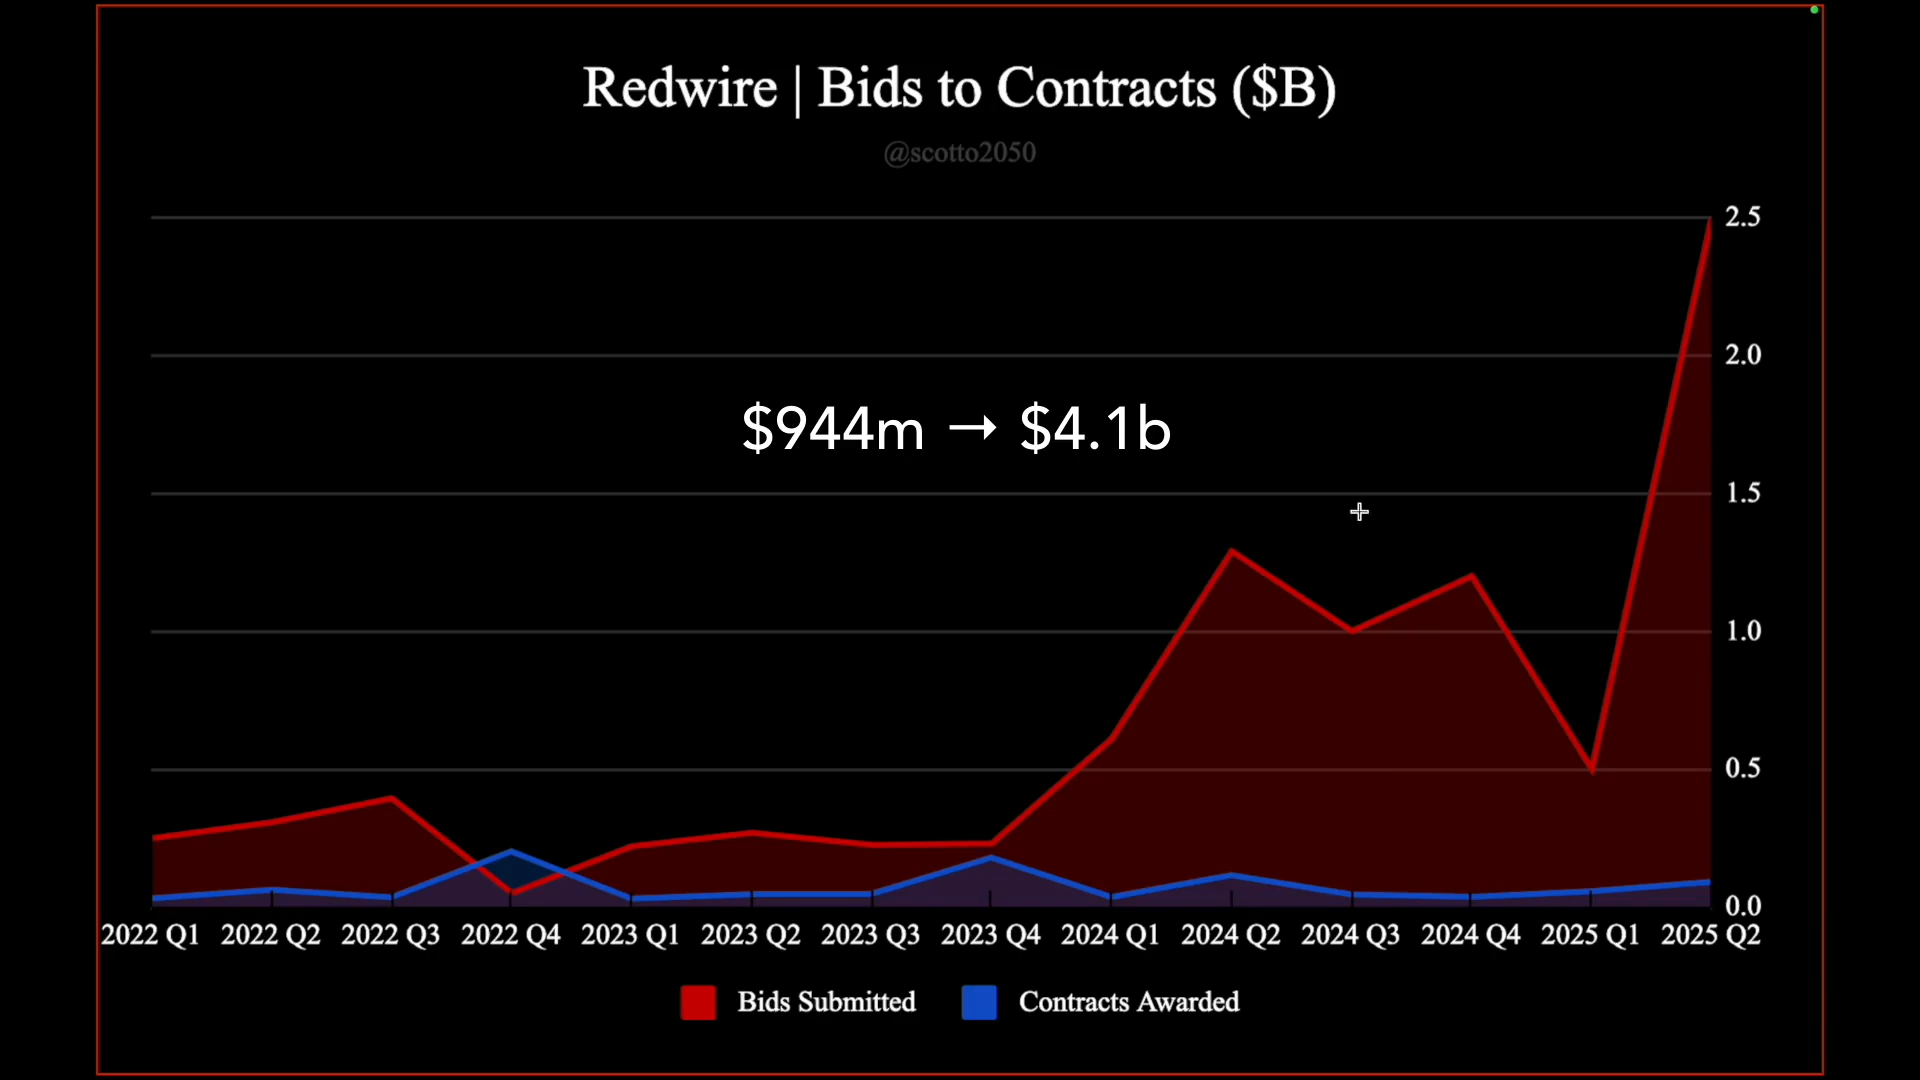 Redwire | Bids to Contracts ($B)
@scotto2050
2.5
2.0
$944m → $4.1b
1.5
1.0
0.5
0.0
2022 Q1 2022 Q2 2022 Q3 2022 Q4 2023 Q1 2023 Q2 2023 Q3 2023 Q4 2024 Q1 2024 Q2 2024 Q3 2024 Q4 2025 Q1 2025 Q2
Bids Submitted Contracts Awarded